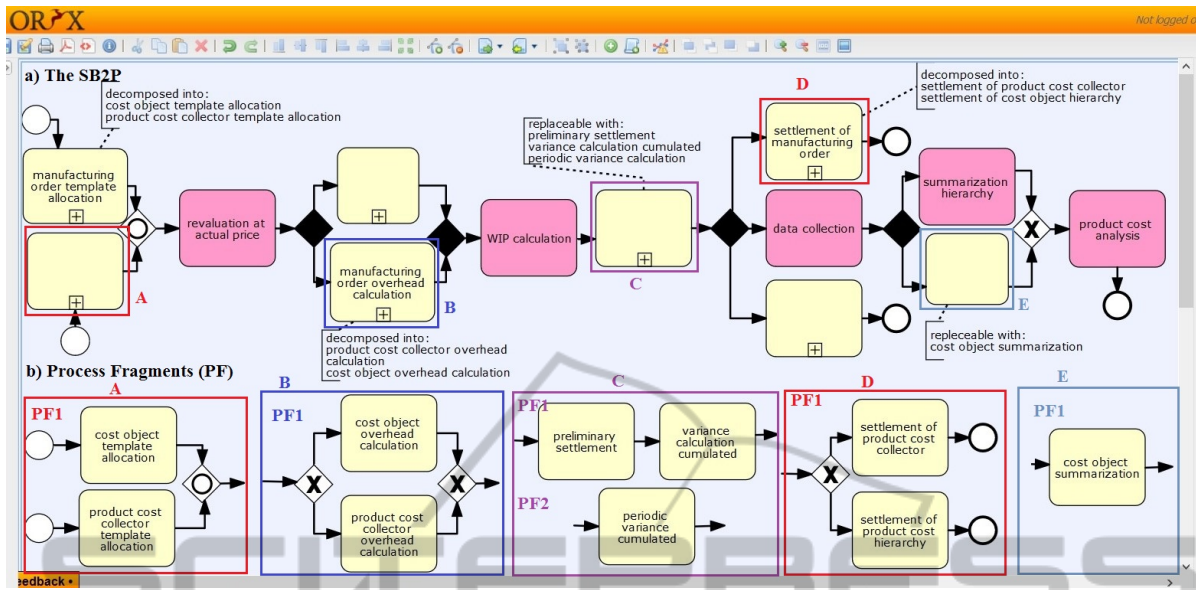 ORYX
Not logged o
a) The SB2P
decomposed into:
cost object template allocation
product cost collector template allocation
replaceable with:
preliminary settlement
variance calculation cumulated
periodic variance calculation
D
decomposed into:
settlement of product cost collector
settlement of cost object hierarchy
manufacturing
order template
allocation
A
revaluation at
actual price
manufacturing
order overhead
calculation
B
decomposed into:
product cost collector overhead
calculation
cost object overhead calculation
WIP calculation
C
settlement of
manufacturing
order
data collection
summarization
hierarchy
X
E
repleceable with:
cost object summarization
product cost
analysis
b) Process Fragments (PF)
A
PF1
cost object
template
allocation
product cost
collector
template
allocation
B
PF1
X
cost object
overhead
calculation
product cost
collector
overhead
calculation
X
C
PF1
preliminary
settlement
variance
calculation
cumulated
PF2
periodic
variance
cumulated
D
PF1
X
settlement of
product cost
collector
settlement of
product cost
hierarchy
E
PF1
cost object
summarization
SCITEPRESS
eedback •